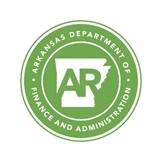 • ARKANSAS DEPARTMENT OF •
FINANCE AND ADMINISTRATION
AR